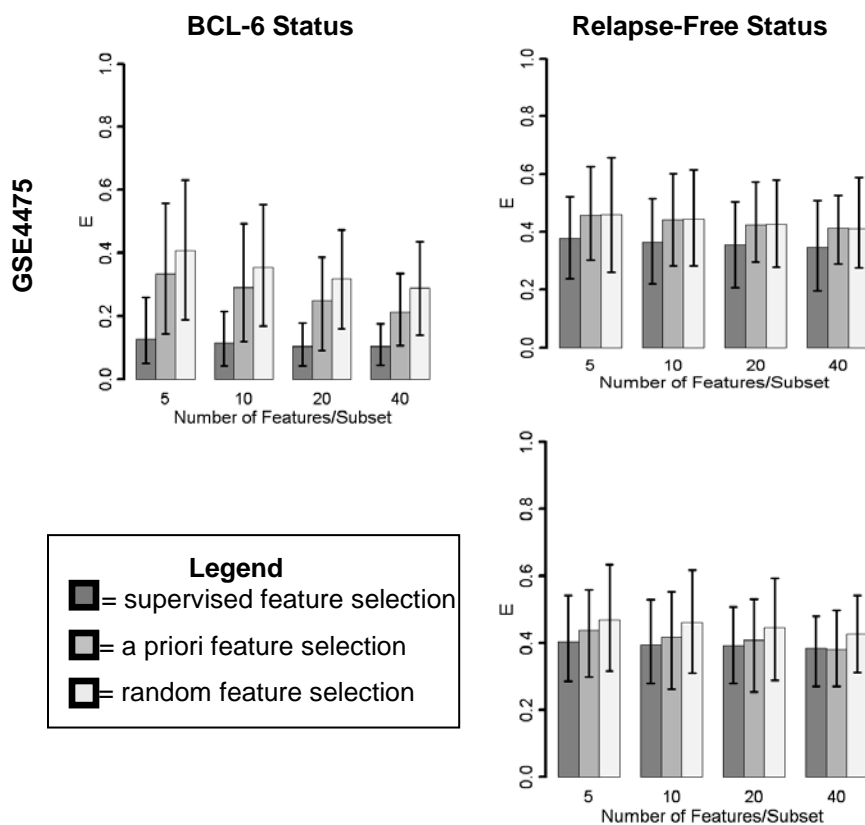 BCL-6 Status
Relapse-Free Status
GSE4475
E
0.0 0.2 0.4 0.6 0.8 1.0
5 10 20 40
Number of Features/Subset
E
0.0 0.2 0.4 0.6 0.8 1.0
5 10 20 40
Number of Features/Subset
Legend
= supervised feature selection
= a priori feature selection
= random feature selection
E
0.0 0.2 0.4 0.6 0.8 1.0
5 10 20 40
Number of Features/Subset